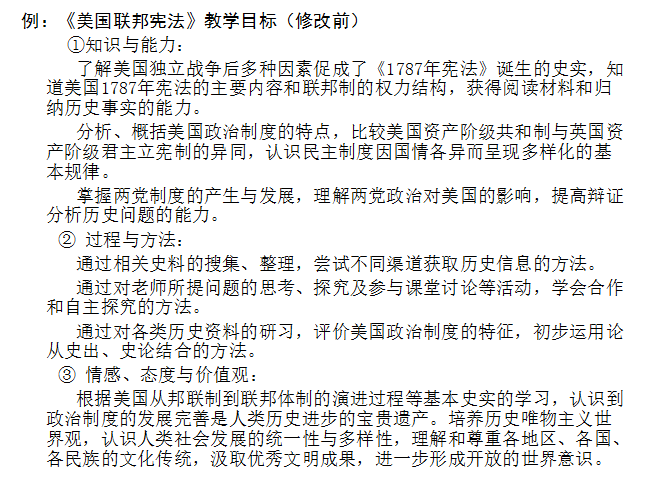 例：《美国联邦宪法》教学目标（修改前）
①知识与能力：
了解美国独立战争后多种因素促成了《1787年宪法》诞生的史实，知
道美国1787年宪法的主要内容和联邦制的权力结构，获得阅读材料和归
纳历史事实的能力。
分析、概括美国政治制度的特点，比较美国资产阶级共和制与英国资
产阶级君主立宪制的异同，认识民主制度因国情各异而呈现多样化的基
本规律。
掌握两党制度的产生与发展，理解两党政治对美国的影响，提高辩证
分析历史问题的能力。
② 过程与方法：
通过相关史料的搜集、整理，尝试不同渠道获取历史信息的方法。
通过对老师所提问题的思考、探究及参与课堂讨论等活动，学会合作
和自主探究的方法。
通过对各类历史资料的研习，评价美国政治制度的特征，初步运用论
从史出、史论结合的方法。
③ 情感、态度与价值观：
根据美国从邦联制到联邦体制的演进过程等基本史实的学习，认识到
政治制度的发展完善是人类历史进步的宝贵遗产。培养历史唯物主义世
界观，认识人类社会发展的统一性与多样性，理解和尊重各地区、各国、
各民族的文化传统，汲取优秀文明成果，进一步形成开放的世界意识。